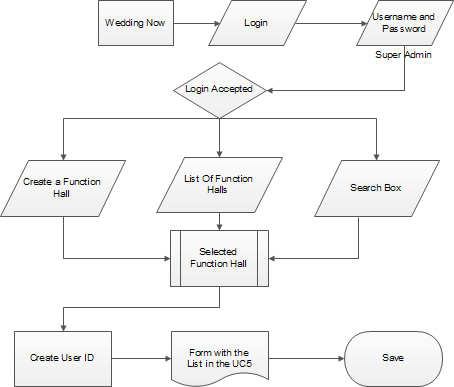 Wedding Now
Login
Username and
Password
Super Admin
Login Accepted
Create a Function
Hall
List Of Function
Halls
Search Box
Selected
Function Hall
Create User ID
Form with the
List in the UC5
Save